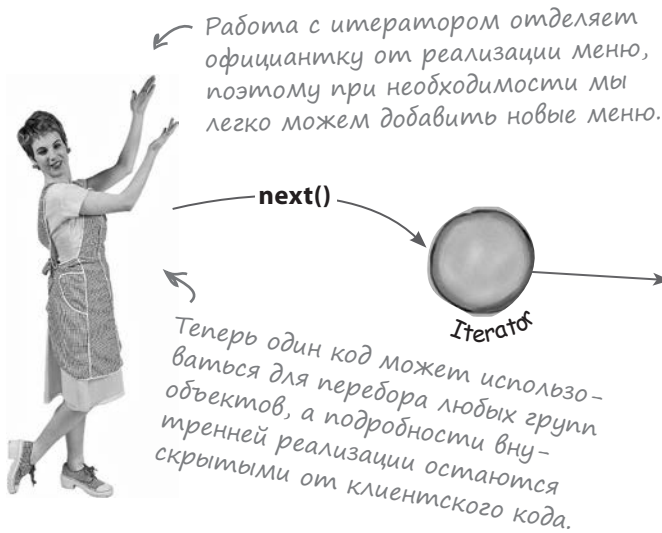 Работа с итератором отделяет
официантку от реализации меню,
поэтому при необходимости мы
легко можем добавить новые меню.
next()
Iterator
Теперь один код может использо-
ваться для перебора любых групп
объектов, а подробности вну-
тренней реализации остаются
скрытыми от клиентского кода.